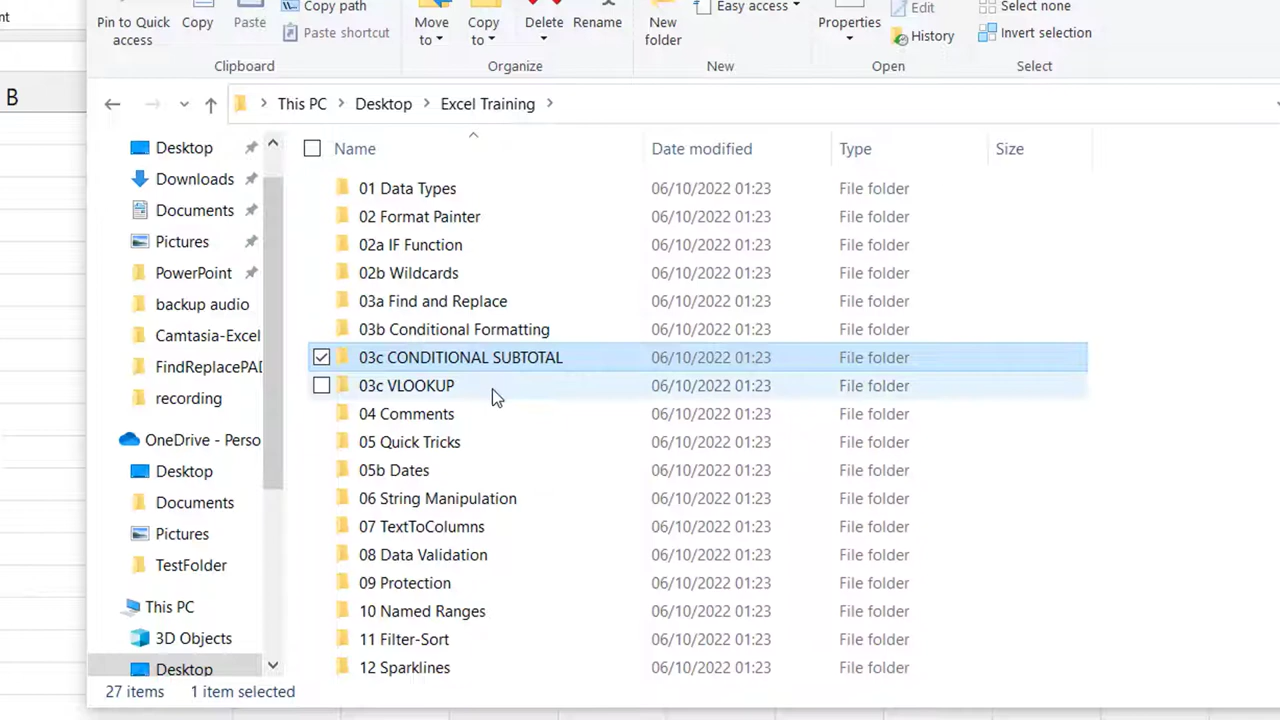 nt
B
Pin to Quick access
Copy
Paste
Copy path
Paste shortcut
Clipboard
Move to
Copy to
Delete
Rename
Organize
New folder
Easy access
New
Properties
Edit
History
Open
Select none
Invert selection
Select
This PC
Desktop
Excel Training
Desktop
Downloads
Documents
Pictures
PowerPoint
backup audio
Camtasia-Excel
FindReplacePAD
recording
OneDrive - Perso
Desktop
Documents
Pictures
TestFolder
This PC
3D Objects
Desktop
Name Date modified Type Size
01 Data Types 06/10/2022 01:23 File folder
02 Format Painter 06/10/2022 01:23 File folder
02a IF Function 06/10/2022 01:23 File folder
02b Wildcards 06/10/2022 01:23 File folder
03a Find and Replace 06/10/2022 01:23 File folder
03b Conditional Formatting 06/10/2022 01:23 File folder
03c CONDITIONAL SUBTOTAL 06/10/2022 01:23 File folder
03c VLOOKUP 06/10/2022 01:23 File folder
04 Comments 06/10/2022 01:23 File folder
05 Quick Tricks 06/10/2022 01:23 File folder
05b Dates 06/10/2022 01:23 File folder
06 String Manipulation 06/10/2022 01:23 File folder
07 TextToColumns 06/10/2022 01:23 File folder
08 Data Validation 06/10/2022 01:23 File folder
09 Protection 06/10/2022 01:23 File folder
10 Named Ranges 06/10/2022 01:23 File folder
11 Filter-Sort 06/10/2022 01:23 File folder
12 Sparklines 06/10/2022 01:23 File folder
27 items 1 item selected